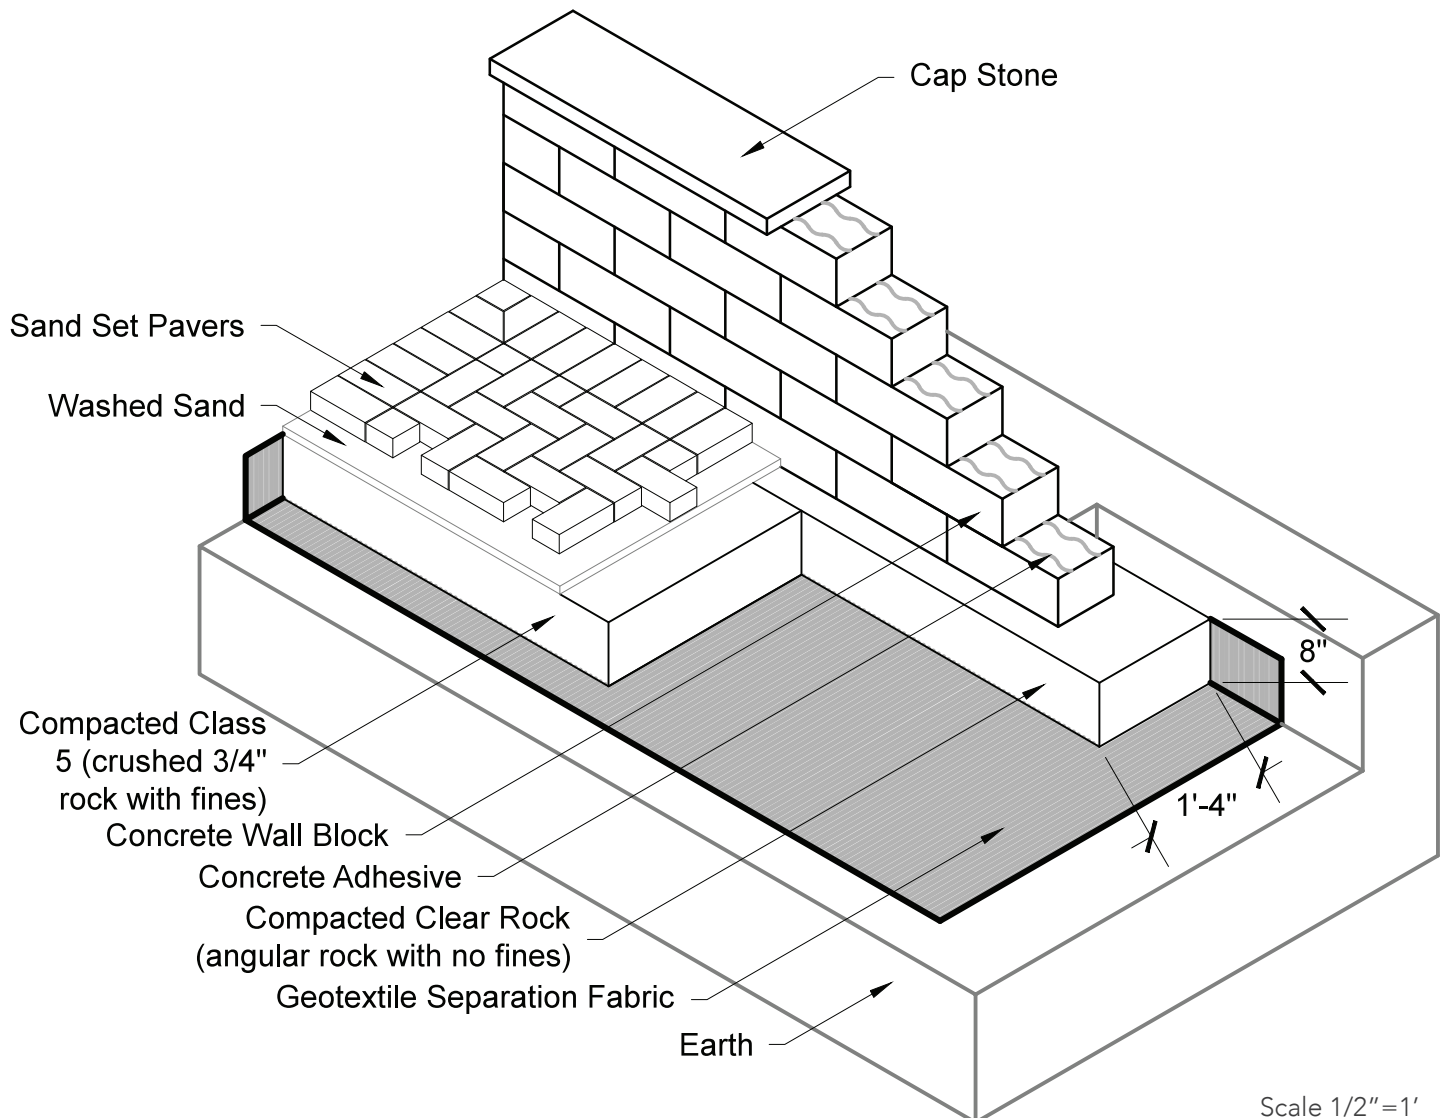 Cap Stone
Sand Set Pavers
Washed Sand
8"
Compacted Class
5 (crushed 3/4"
rock with fines)
1'-4"
Concrete Wall Block
Concrete Adhesive
Compacted Clear Rock
(angular rock with no fines)
Geotextile Separation Fabric
Earth
Scale 1/2”=1’